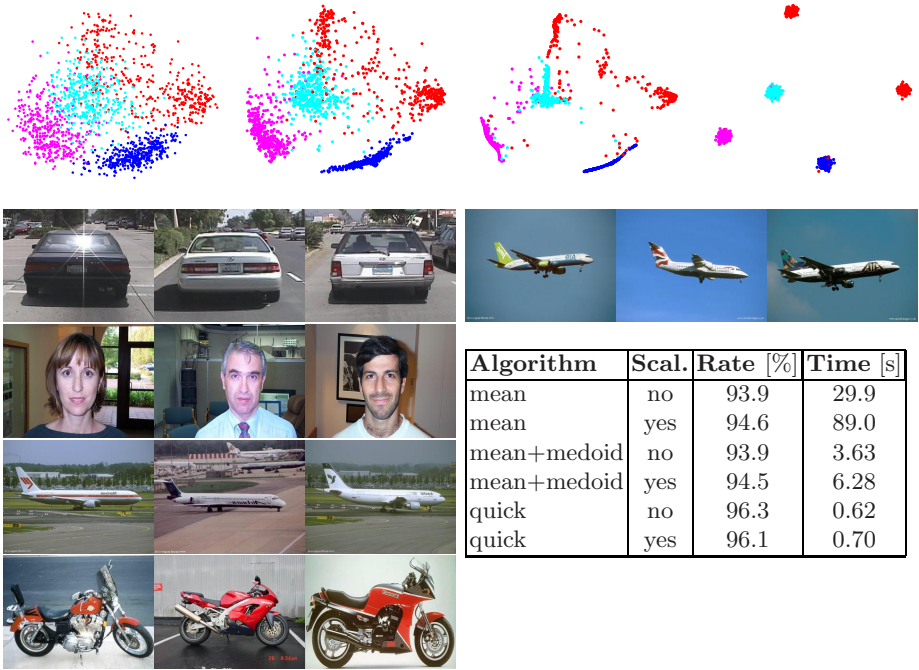 Algorithm Scal. Rate [%] Time [s]
mean no 93.9 29.9
mean yes 94.6 89.0
mean+medoid no 93.9 3.63
mean+medoid yes 94.5 6.28
quick no 96.3 0.62
quick yes 96.1 0.70